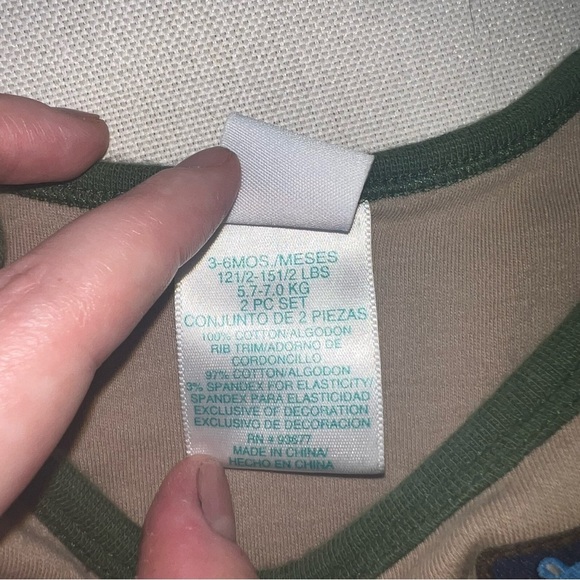 3-6MOS./MESES
121/2-151/2 LBS
5.7-7.0 KG
2 PC SET
CONJUNTO DE 2 PIEZAS
100% COTTON/ALGODON
RIB TRIM/ADORNO DE
CORDONCILLO
97% COTTON/ALGODON
3% SPANDEX FOR ELASTICITY/
SPANDEX PARA ELASTICIDAD
EXCLUSIVE OF DECORATION
EXCLUSIVO DE DECORACION
RN # 93677
MADE IN CHINA/
HECHO EN CHINA